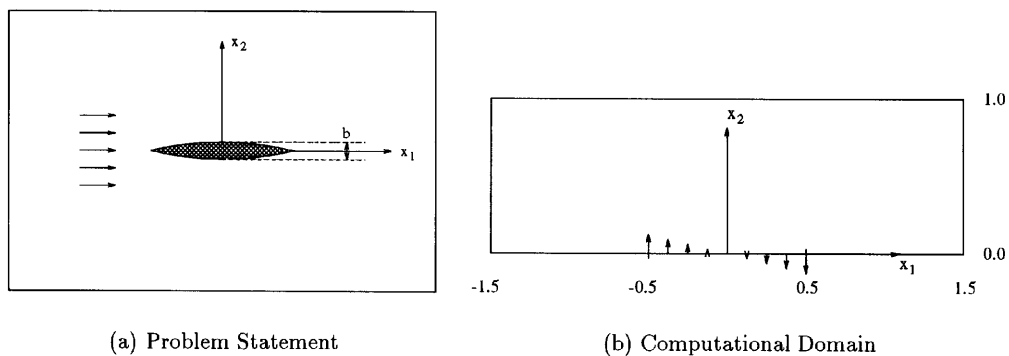 x2
b
x1
(a) Problem Statement
1.0
x2
0.0
x1
-1.5
-0.5
0.5
1.5
(b) Computational Domain